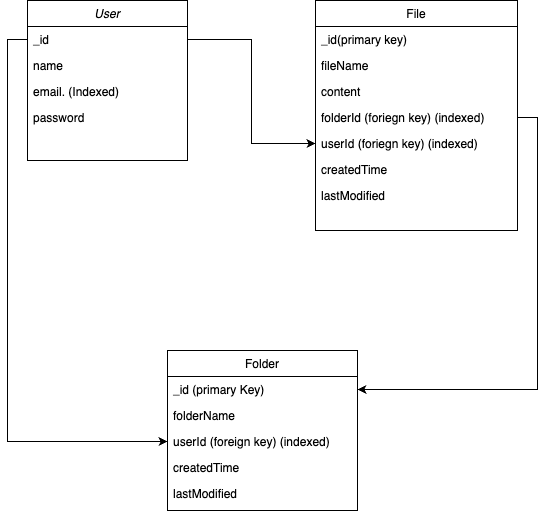 User
_id
name
email. (Indexed)
password
File
_id(primary key)
fileName
content
folderId (foriegn key) (indexed)
userId (foriegn key) (indexed)
createdTime
lastModified
Folder
_id (primary Key)
folderName
userId (foreign key) (indexed)
createdTime
lastModified